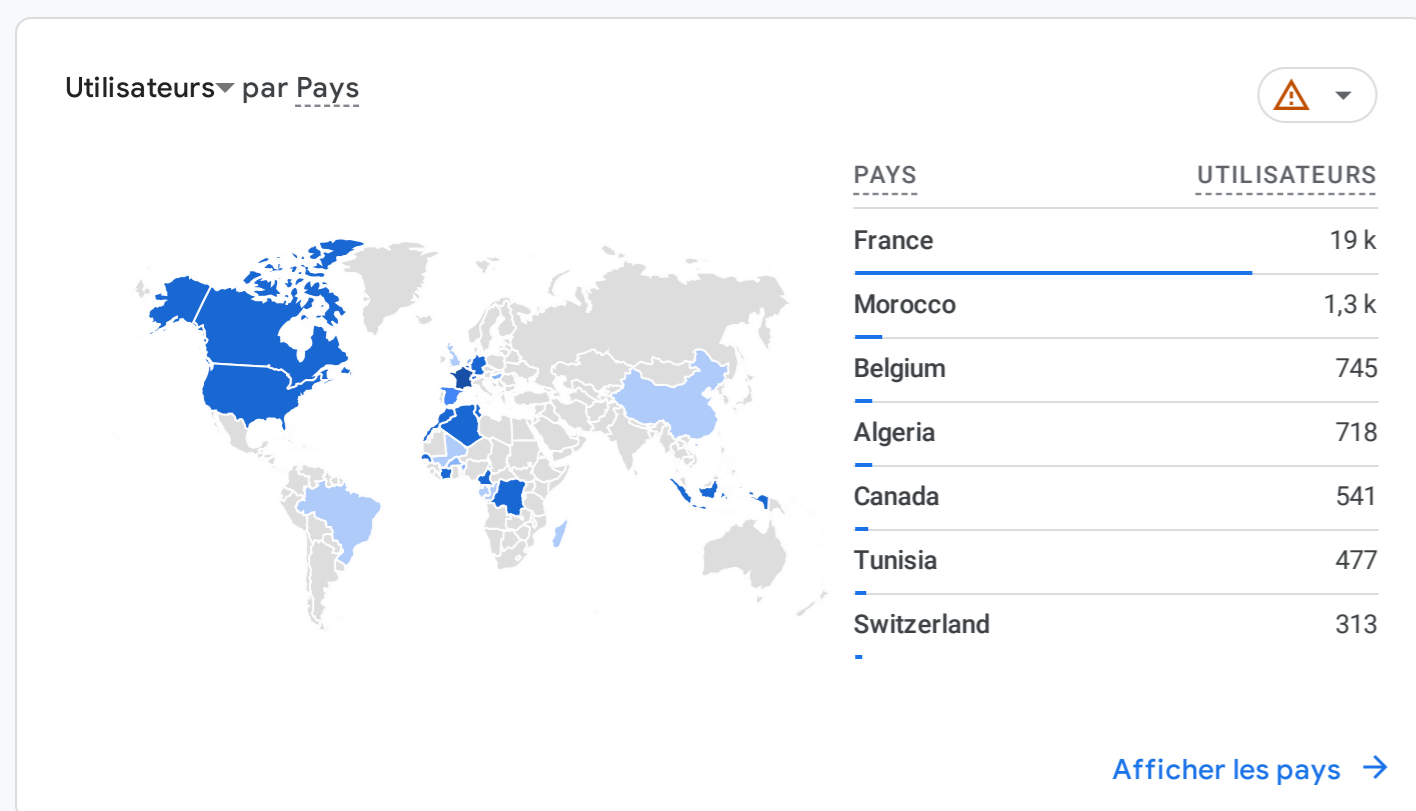 Utilisateurs par Pays
PAYS UTILISATEURS
France 19 k
Morocco 1,3 k
Belgium 745
Algeria 718
Canada 541
Tunisia 477
Switzerland 313
Afficher les pays